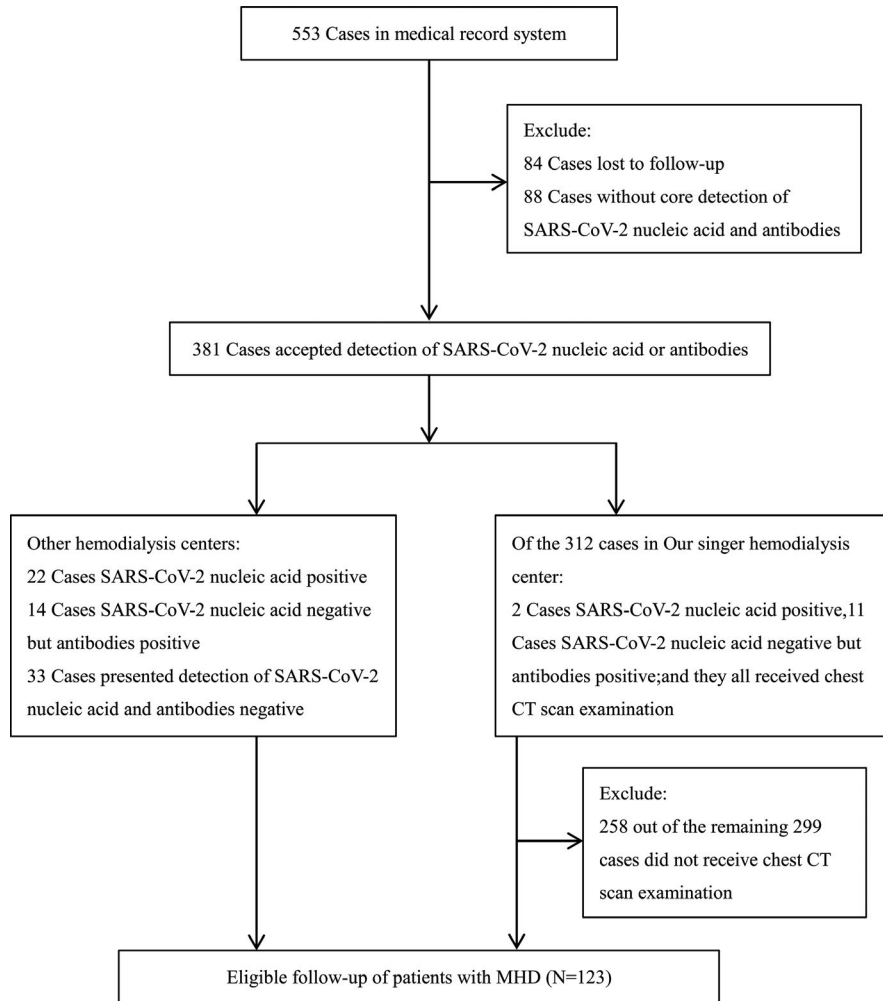 553 Cases in medical record system
Exclude:
84 Cases lost to follow-up
88 Cases without core detection of
SARS-CoV-2 nucleic acid and antibodies
381 Cases accepted detection of SARS-CoV-2 nucleic acid or antibodies
Other hemodialysis centers:
22 Cases SARS-CoV-2 nucleic acid positive
14 Cases SARS-CoV-2 nucleic acid negative
but antibodies positive
33 Cases presented detection of SARS-CoV-2
nucleic acid and antibodies negative
Of the 312 cases in Our singer hemodialysis
center:
2 Cases SARS-CoV-2 nucleic acid positive,11
Cases SARS-CoV-2 nucleic acid negative but
antibodies positive;and they all received chest
CT scan examination
Exclude:
258 out of the remaining 299
cases did not receive chest CT
scan examination
Eligible follow-up of patients with MHD (N=123)